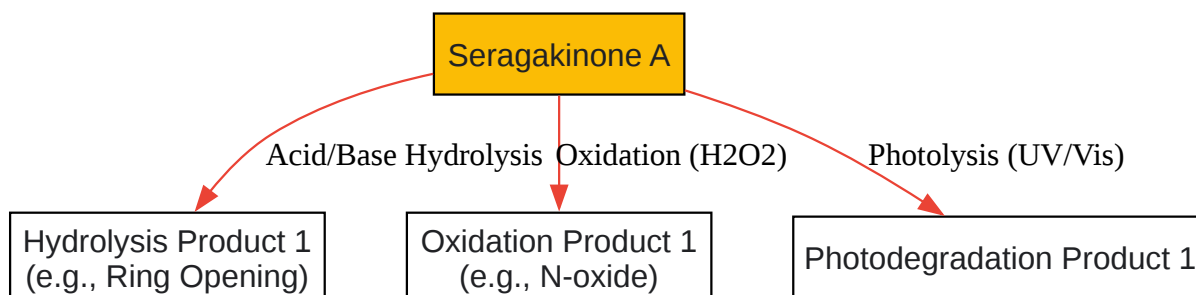 Seragakinone A
Acid/Base Hydrolysis
Oxidation (H2O2)
Photolysis (UV/Vis)
Hydrolysis Product 1
(e.g., Ring Opening)
Oxidation Product 1
(e.g., N-oxide)
Photodegradation Product 1